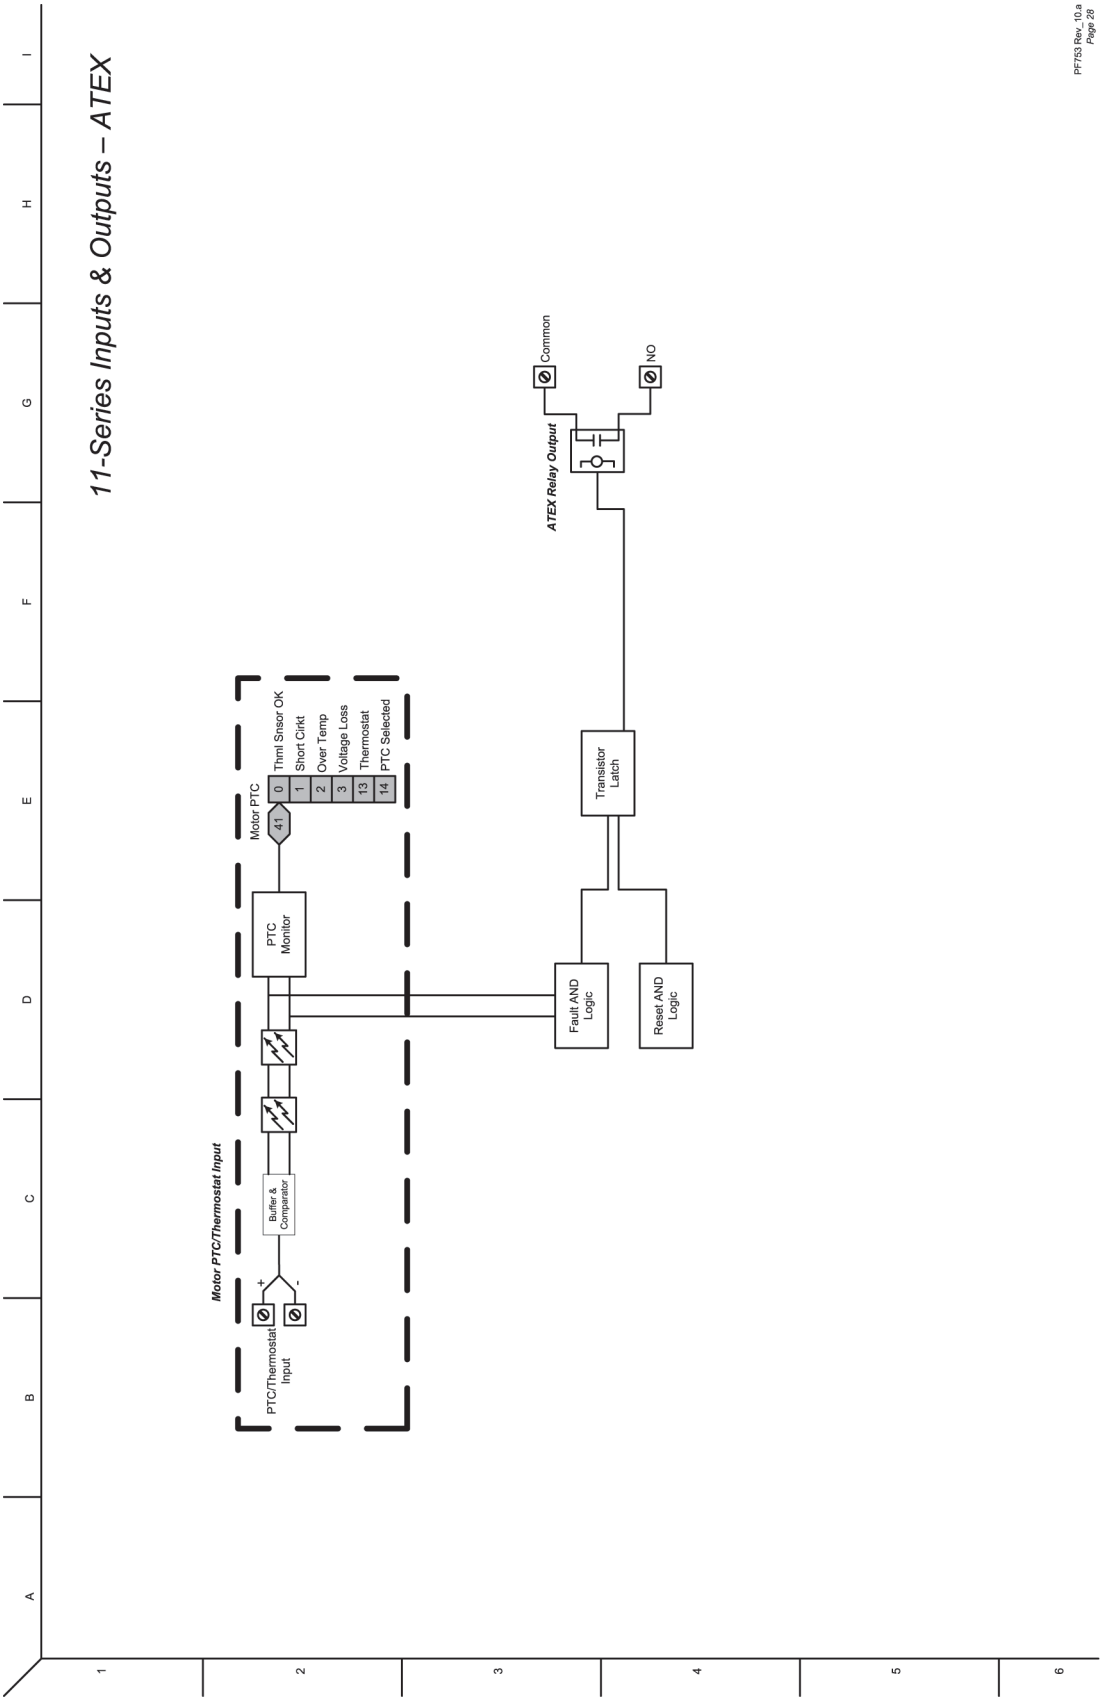 A
B
C
D
E
F
G
H
I
1
2
3
4
5
6
11-Series Inputs & Outputs – ATEX
Motor PTC/Thermostat Input
PTC/Thermostat
Input
+
-
Buffer &
Comparator
PTC
Monitor
Motor PTC
41
0 Thml Snsor OK
1 Short Cirkt
2 Over Temp
3 Voltage Loss
13 Thermostat
14 PTC Selected
Fault AND
Logic
Reset AND
Logic
Transistor
Latch
ATEX Relay Output
Common
NO
PF753 Rev_10.a
Page 28